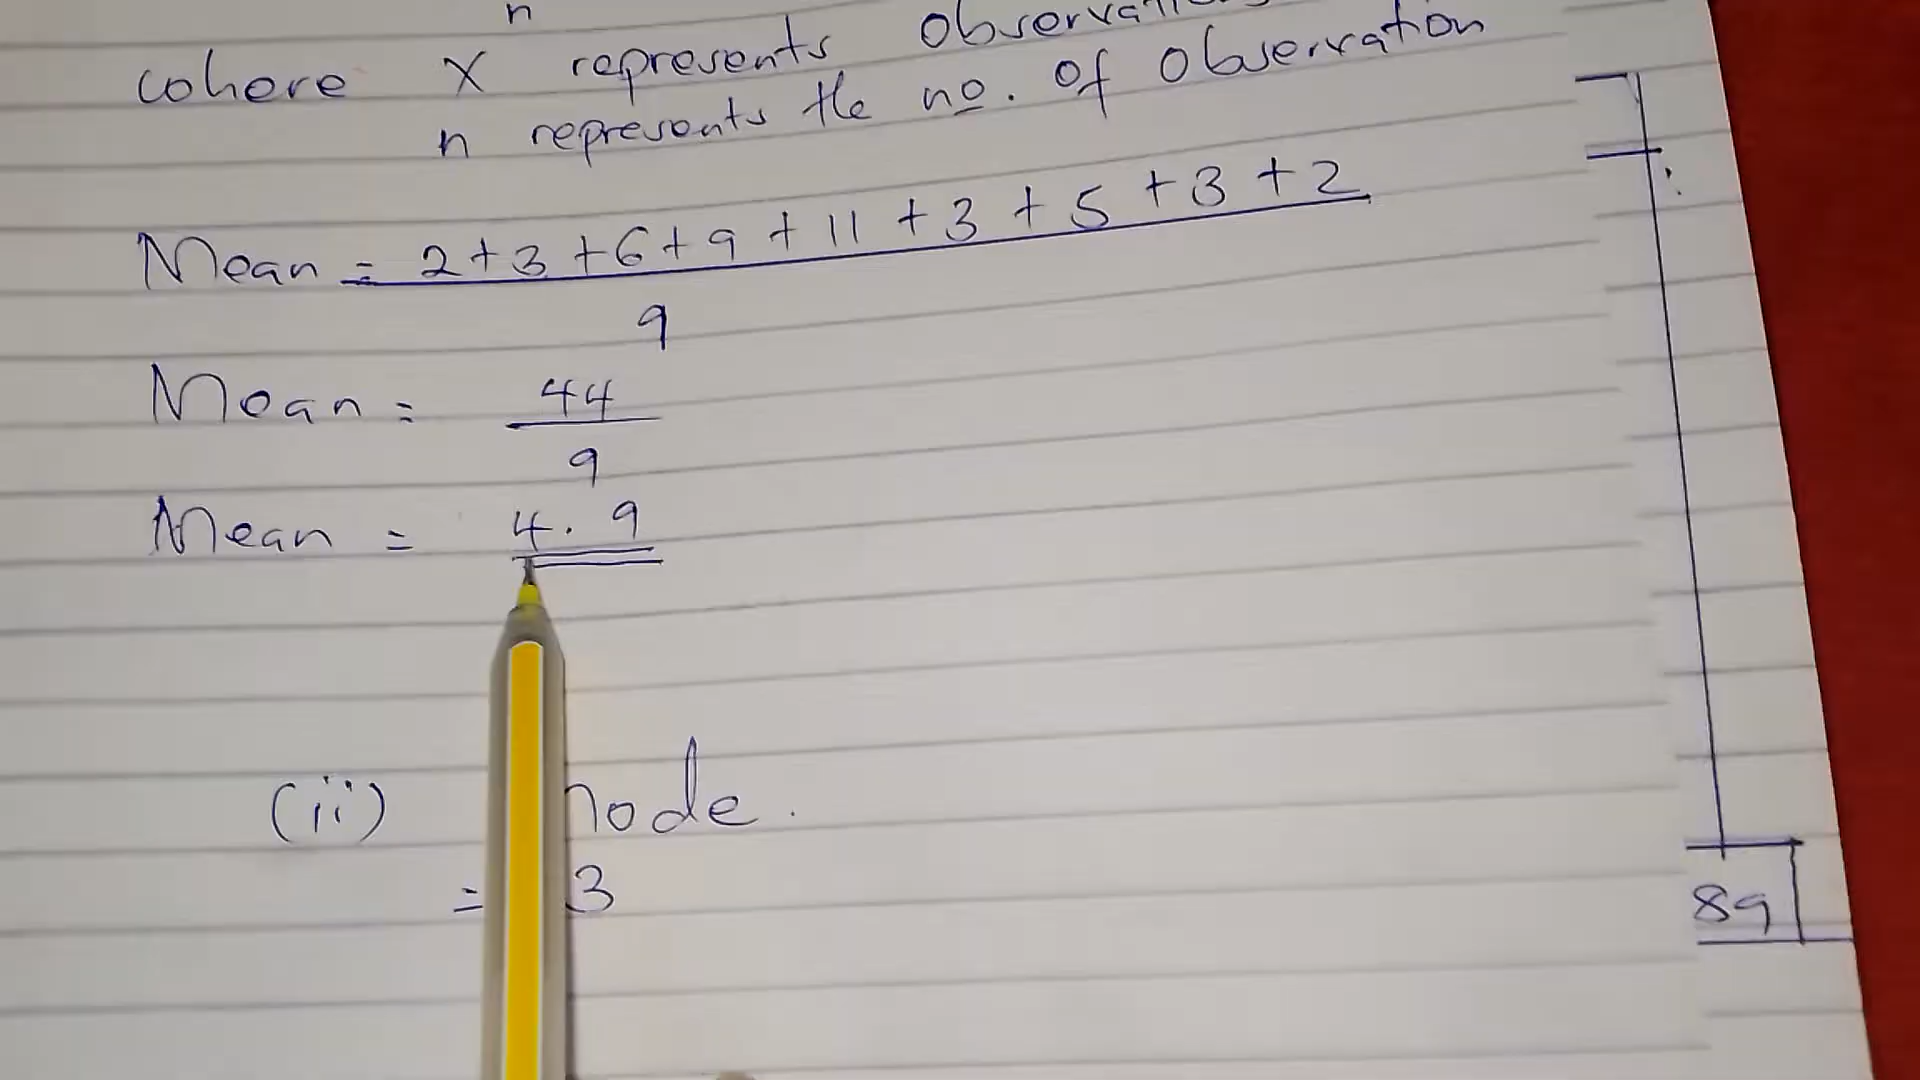 n
where X represents observation
n represents the no. of observation
Mean = 2+3+6+9+11+3+5+3+2
9
Mean = 44
9
Mean = 4.9
(ii) mode.
= 3
89